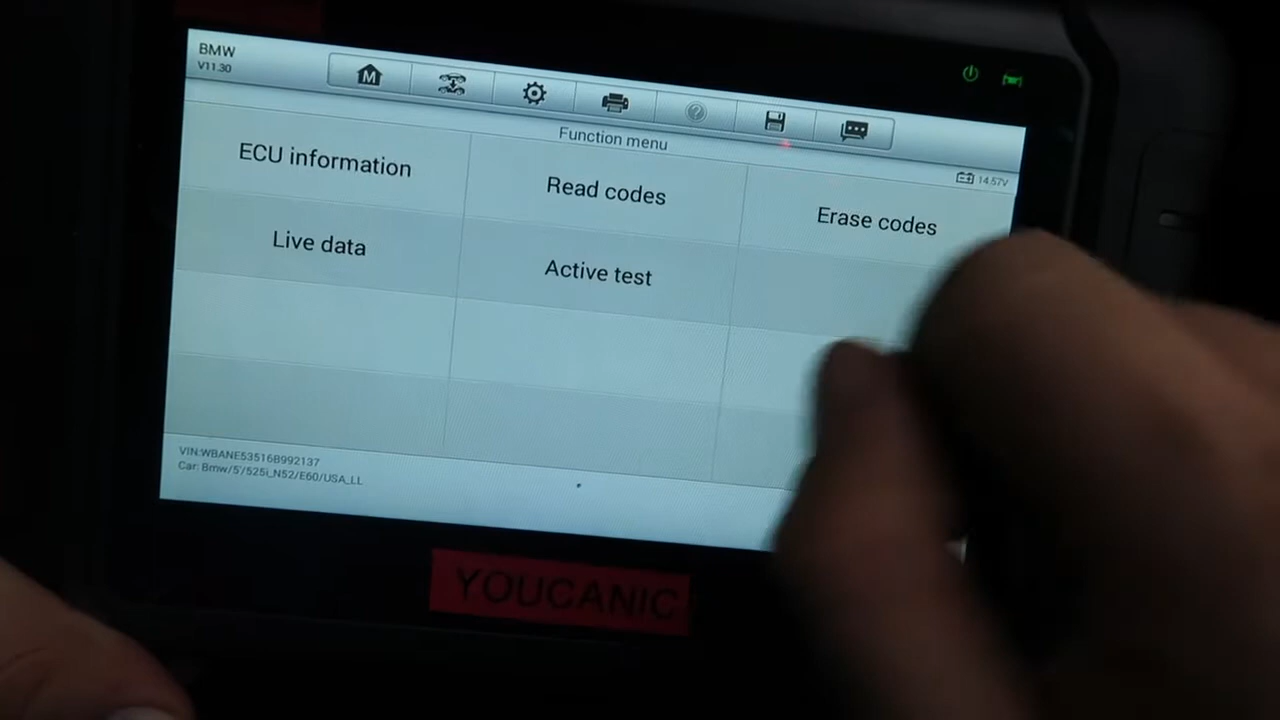 BMW
V11.30
M
Function menu
14.57V
ECU information
Read codes
Erase codes
Live data
Active test
VIN:WBANE53516B992137
Car: Bmw/5'/525i_N52/E60/USA_LL
YOUCANIC